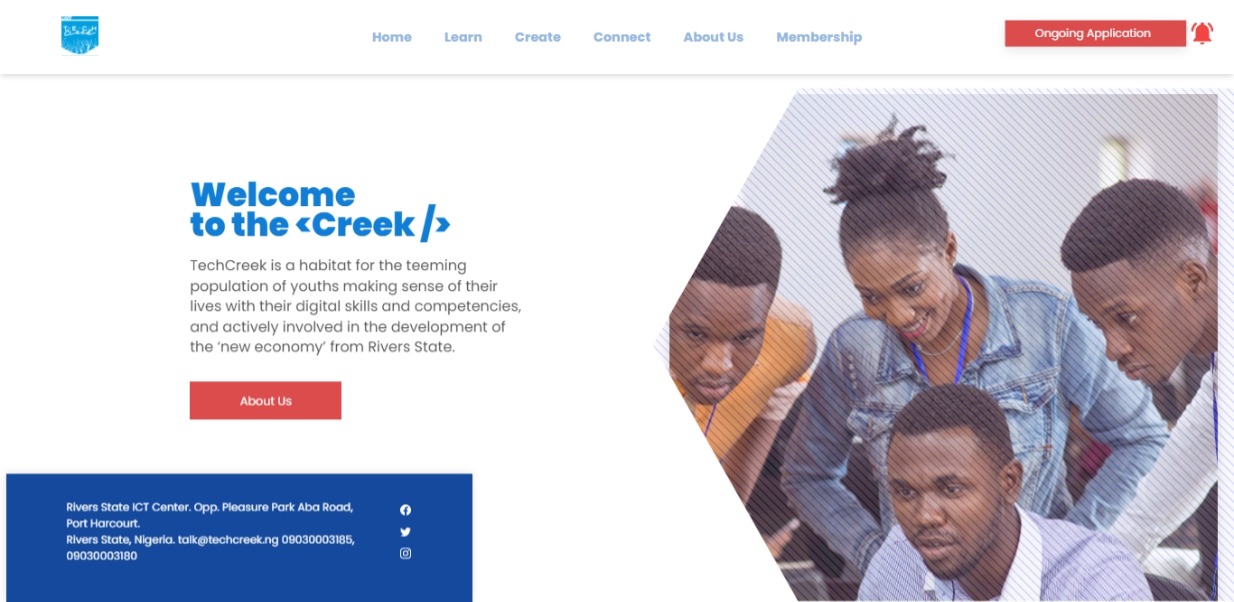 Home Learn Create Connect About Us Membership
Ongoing Application
Welcome
to the <Creek />
TechCreek is a habitat for the teeming
population of youths making sense of their
lives with their digital skills and competencies,
and actively involved in the development of
the ‘new economy’ from Rivers State.
About Us
Rivers State ICT Center. Opp. Pleasure Park Aba Road,
Port Harcourt.
Rivers State, Nigeria. talk@techcreek.ng 09030003185,
09030003180